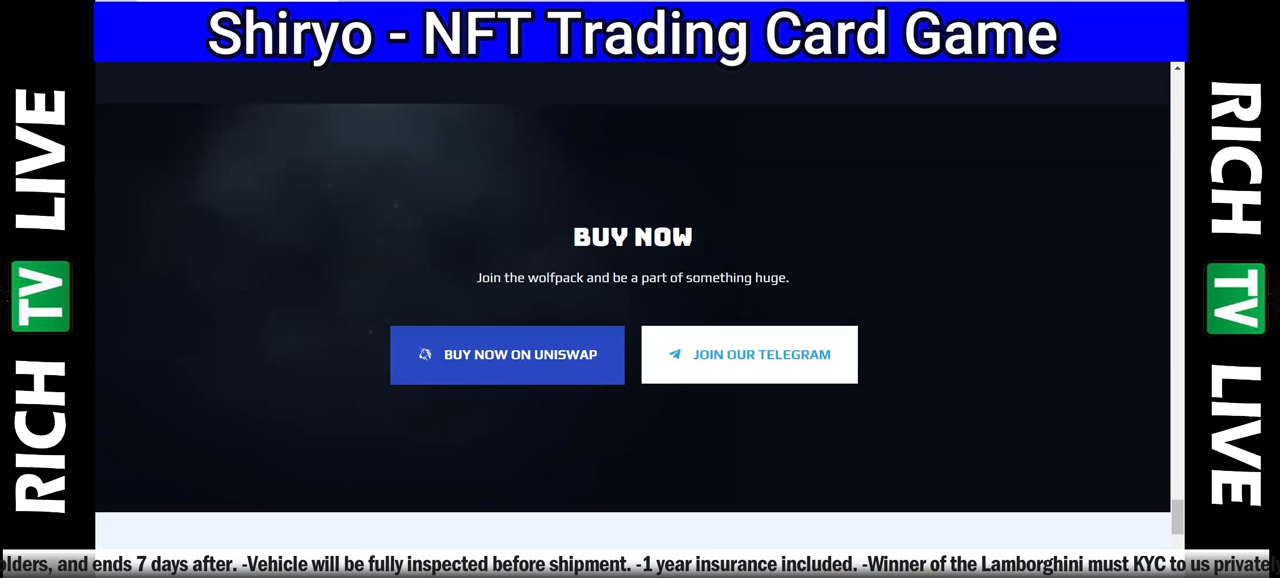 Shiryo - NFT Trading Card Game
RICH TV LIVE
BUY NOW
Join the wolfpack and be a part of something huge.
BUY NOW ON UNISWAP
JOIN OUR TELEGRAM
RICH TV LIVE
olders, and ends 7 days after. -Vehicle will be fully inspected before shipment. -1 year insurance included. -Winner of the Lamborghini must KYC to us private